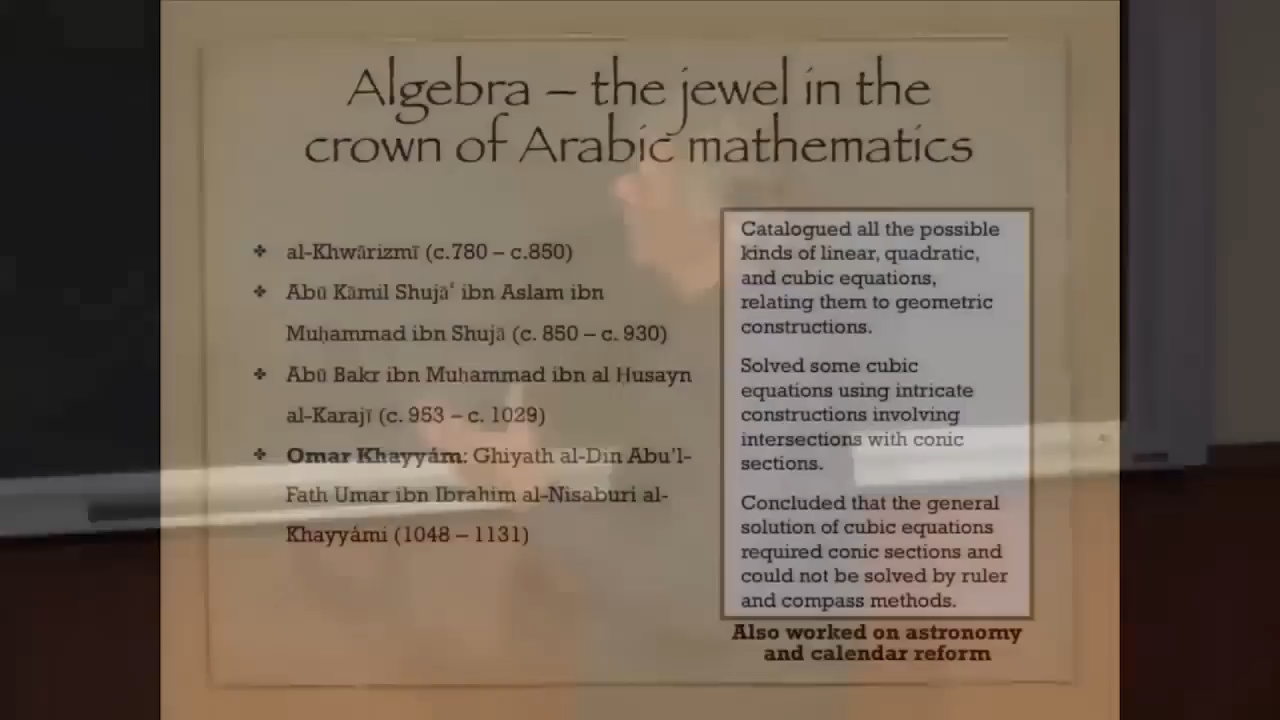 Algebra – the jewel in the
crown of Arabic mathematics
❖ al-Khwārizmī (c.780 – c.850)
❖ Abū Kāmil Shujāʿ ibn Aslam ibn
Muḥammad ibn Shujā (c. 850 – c. 930)
❖ Abū Bakr ibn Muḥammad ibn al Ḥusayn
al-Karajī (c. 953 – c. 1029)
❖ Omar Khayyám: Ghiyath al-Din Abu'l-
Fath Umar ibn Ibrahim al-Nisaburi al-
Khayyámi (1048 – 1131)
Catalogued all the possible
kinds of linear, quadratic,
and cubic equations,
relating them to geometric
constructions.
Solved some cubic
equations using intricate
constructions involving
intersections with conic
sections.
Concluded that the general
solution of cubic equations
required conic sections and
could not be solved by ruler
and compass methods.
Also worked on astronomy
and calendar reform